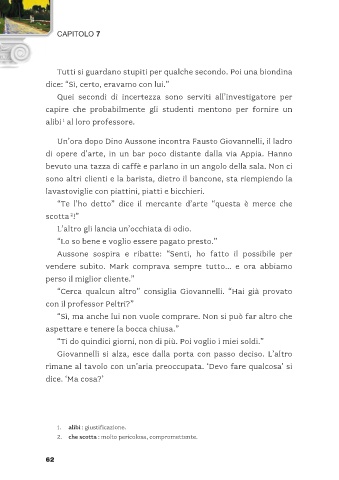 CAPITOLO 7
Tutti si guardano stupiti per qualche secondo. Poi una biondina
dice: “Sì, certo, eravamo con lui.”
Quei secondi di incertezza sono serviti all’investigatore per
capire che probabilmente gli studenti mentono per fornire un
alibi¹ al loro professore.
Un’ora dopo Dino Aussone incontra Fausto Giovannelli, il ladro
di opere d’arte, in un bar poco distante dalla via Appia. Hanno
bevuto una tazza di caffè e parlano in un angolo della sala. Non ci
sono altri clienti e la barista, dietro il bancone, sta riempiendo la
lavastoviglie con piattini, piatti e bicchieri.
“Te l’ho detto” dice il mercante d’arte “questa è merce che
scotta²!”
L’altro gli lancia un’occhiata di odio.
“Lo so bene e voglio essere pagato presto.”
Aussone sospira e ribatte: “Senti, ho fatto il possibile per
vendere subito. Mark comprava sempre tutto... e ora abbiamo
perso il miglior cliente.”
“Cerca qualcun altro” consiglia Giovannelli. “Hai già provato
con il professor Peltri?”
“Sì, ma anche lui non vuole comprare. Non si può far altro che
aspettare e tenere la bocca chiusa.”
“Ti do quindici giorni, non di più. Poi voglio i miei soldi.”
Giovannelli si alza, esce dalla porta con passo deciso. L’altro
rimane al tavolo con un’aria preoccupata. ‘Devo fare qualcosa’ si
dice. ‘Ma cosa?’
1. alibi : giustificazione.
2. che scotta : molto pericolosa, compromettente.
62